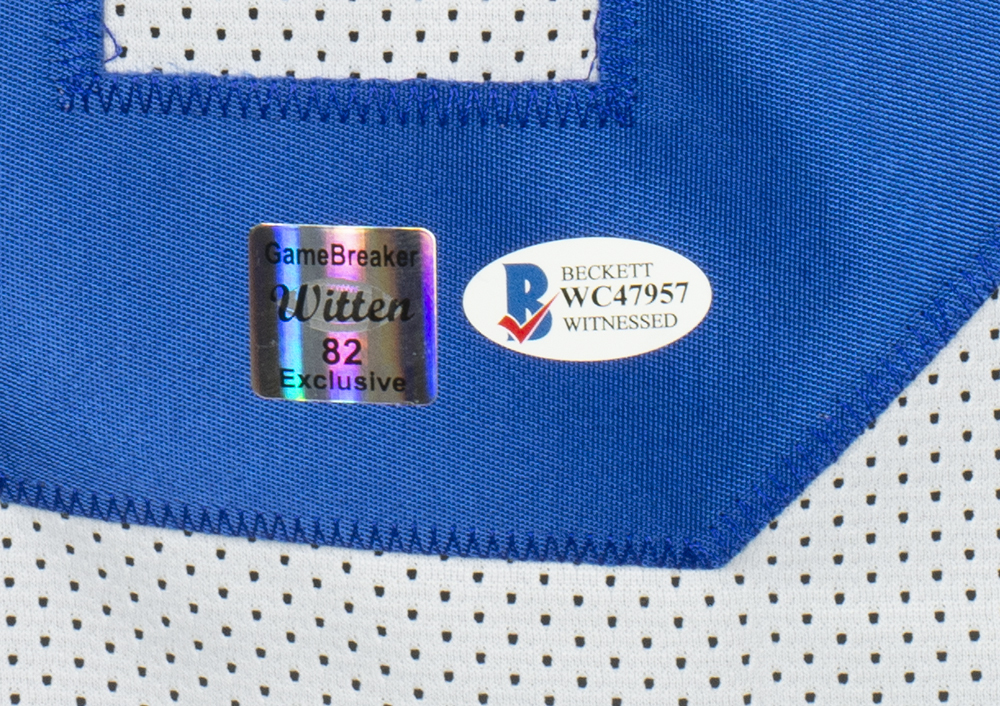 GameBreaker
Witten
82
Exclusive
B
BECKETT
WC47957
WITNESSED